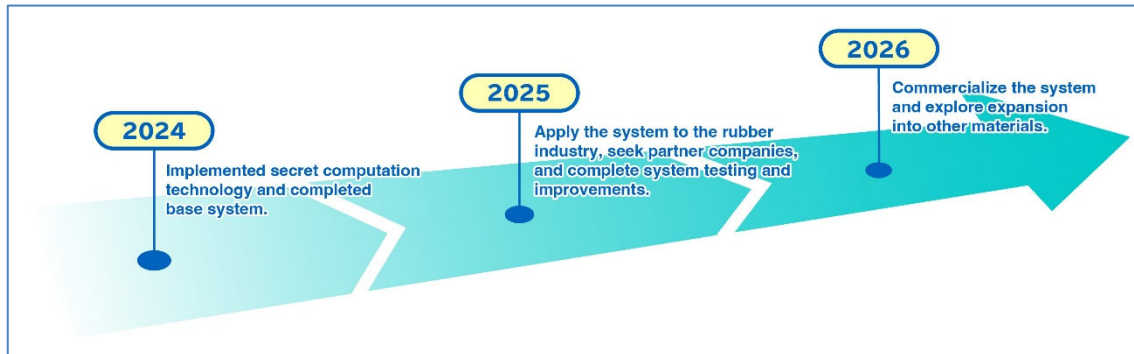 2024
Implemented secret computation
technology and completed
base system.
2025
Apply the system to the rubber
industry, seek partner companies,
and complete system testing and
improvements.
2026
Commercialize the system
and explore expansion
into other materials.